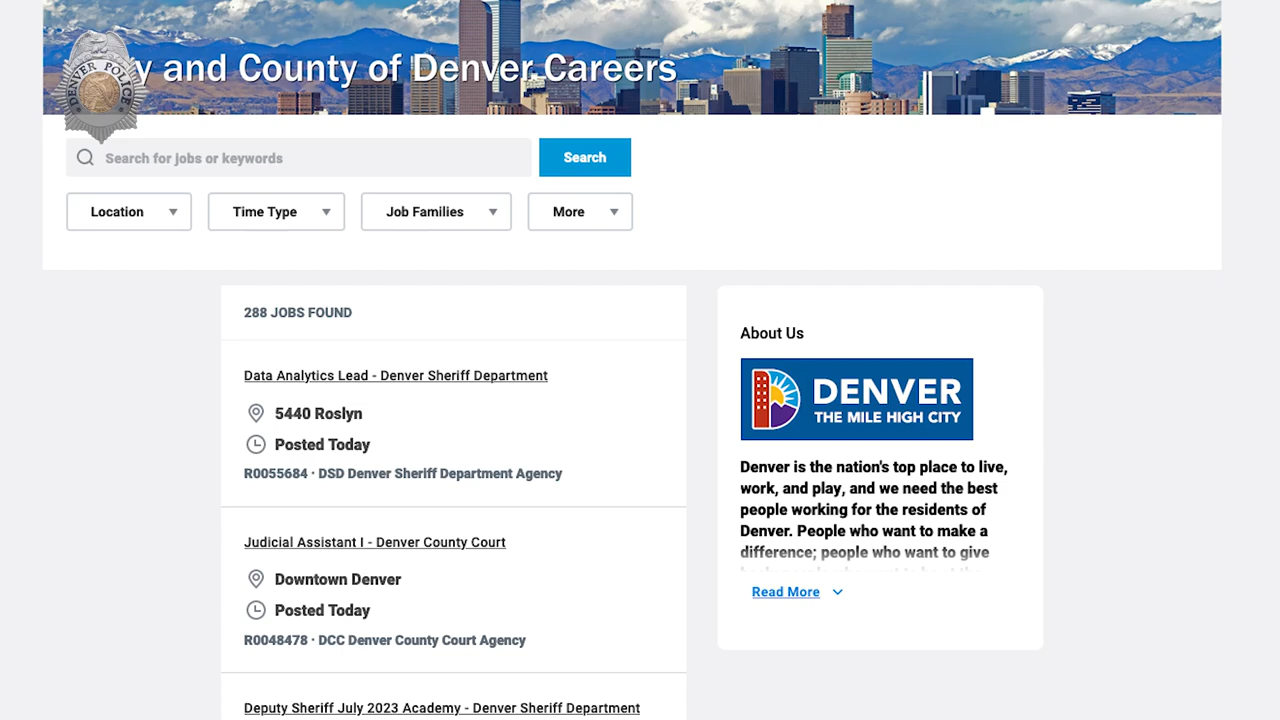 DENVER POLICE
y and County of Denver Careers
Search for jobs or keywords
Search
Location
Time Type
Job Families
More
288 JOBS FOUND
Data Analytics Lead - Denver Sheriff Department
5440 Roslyn
Posted Today
R0055684 · DSD Denver Sheriff Department Agency
Judicial Assistant I - Denver County Court
Downtown Denver
Posted Today
R0048478 · DCC Denver County Court Agency
Deputy Sheriff July 2023 Academy - Denver Sheriff Department
About Us
DENVER
THE MILE HIGH CITY
Denver is the nation's top place to live,
work, and play, and we need the best
people working for the residents of
Denver. People who want to make a
difference; people who want to give
Read More